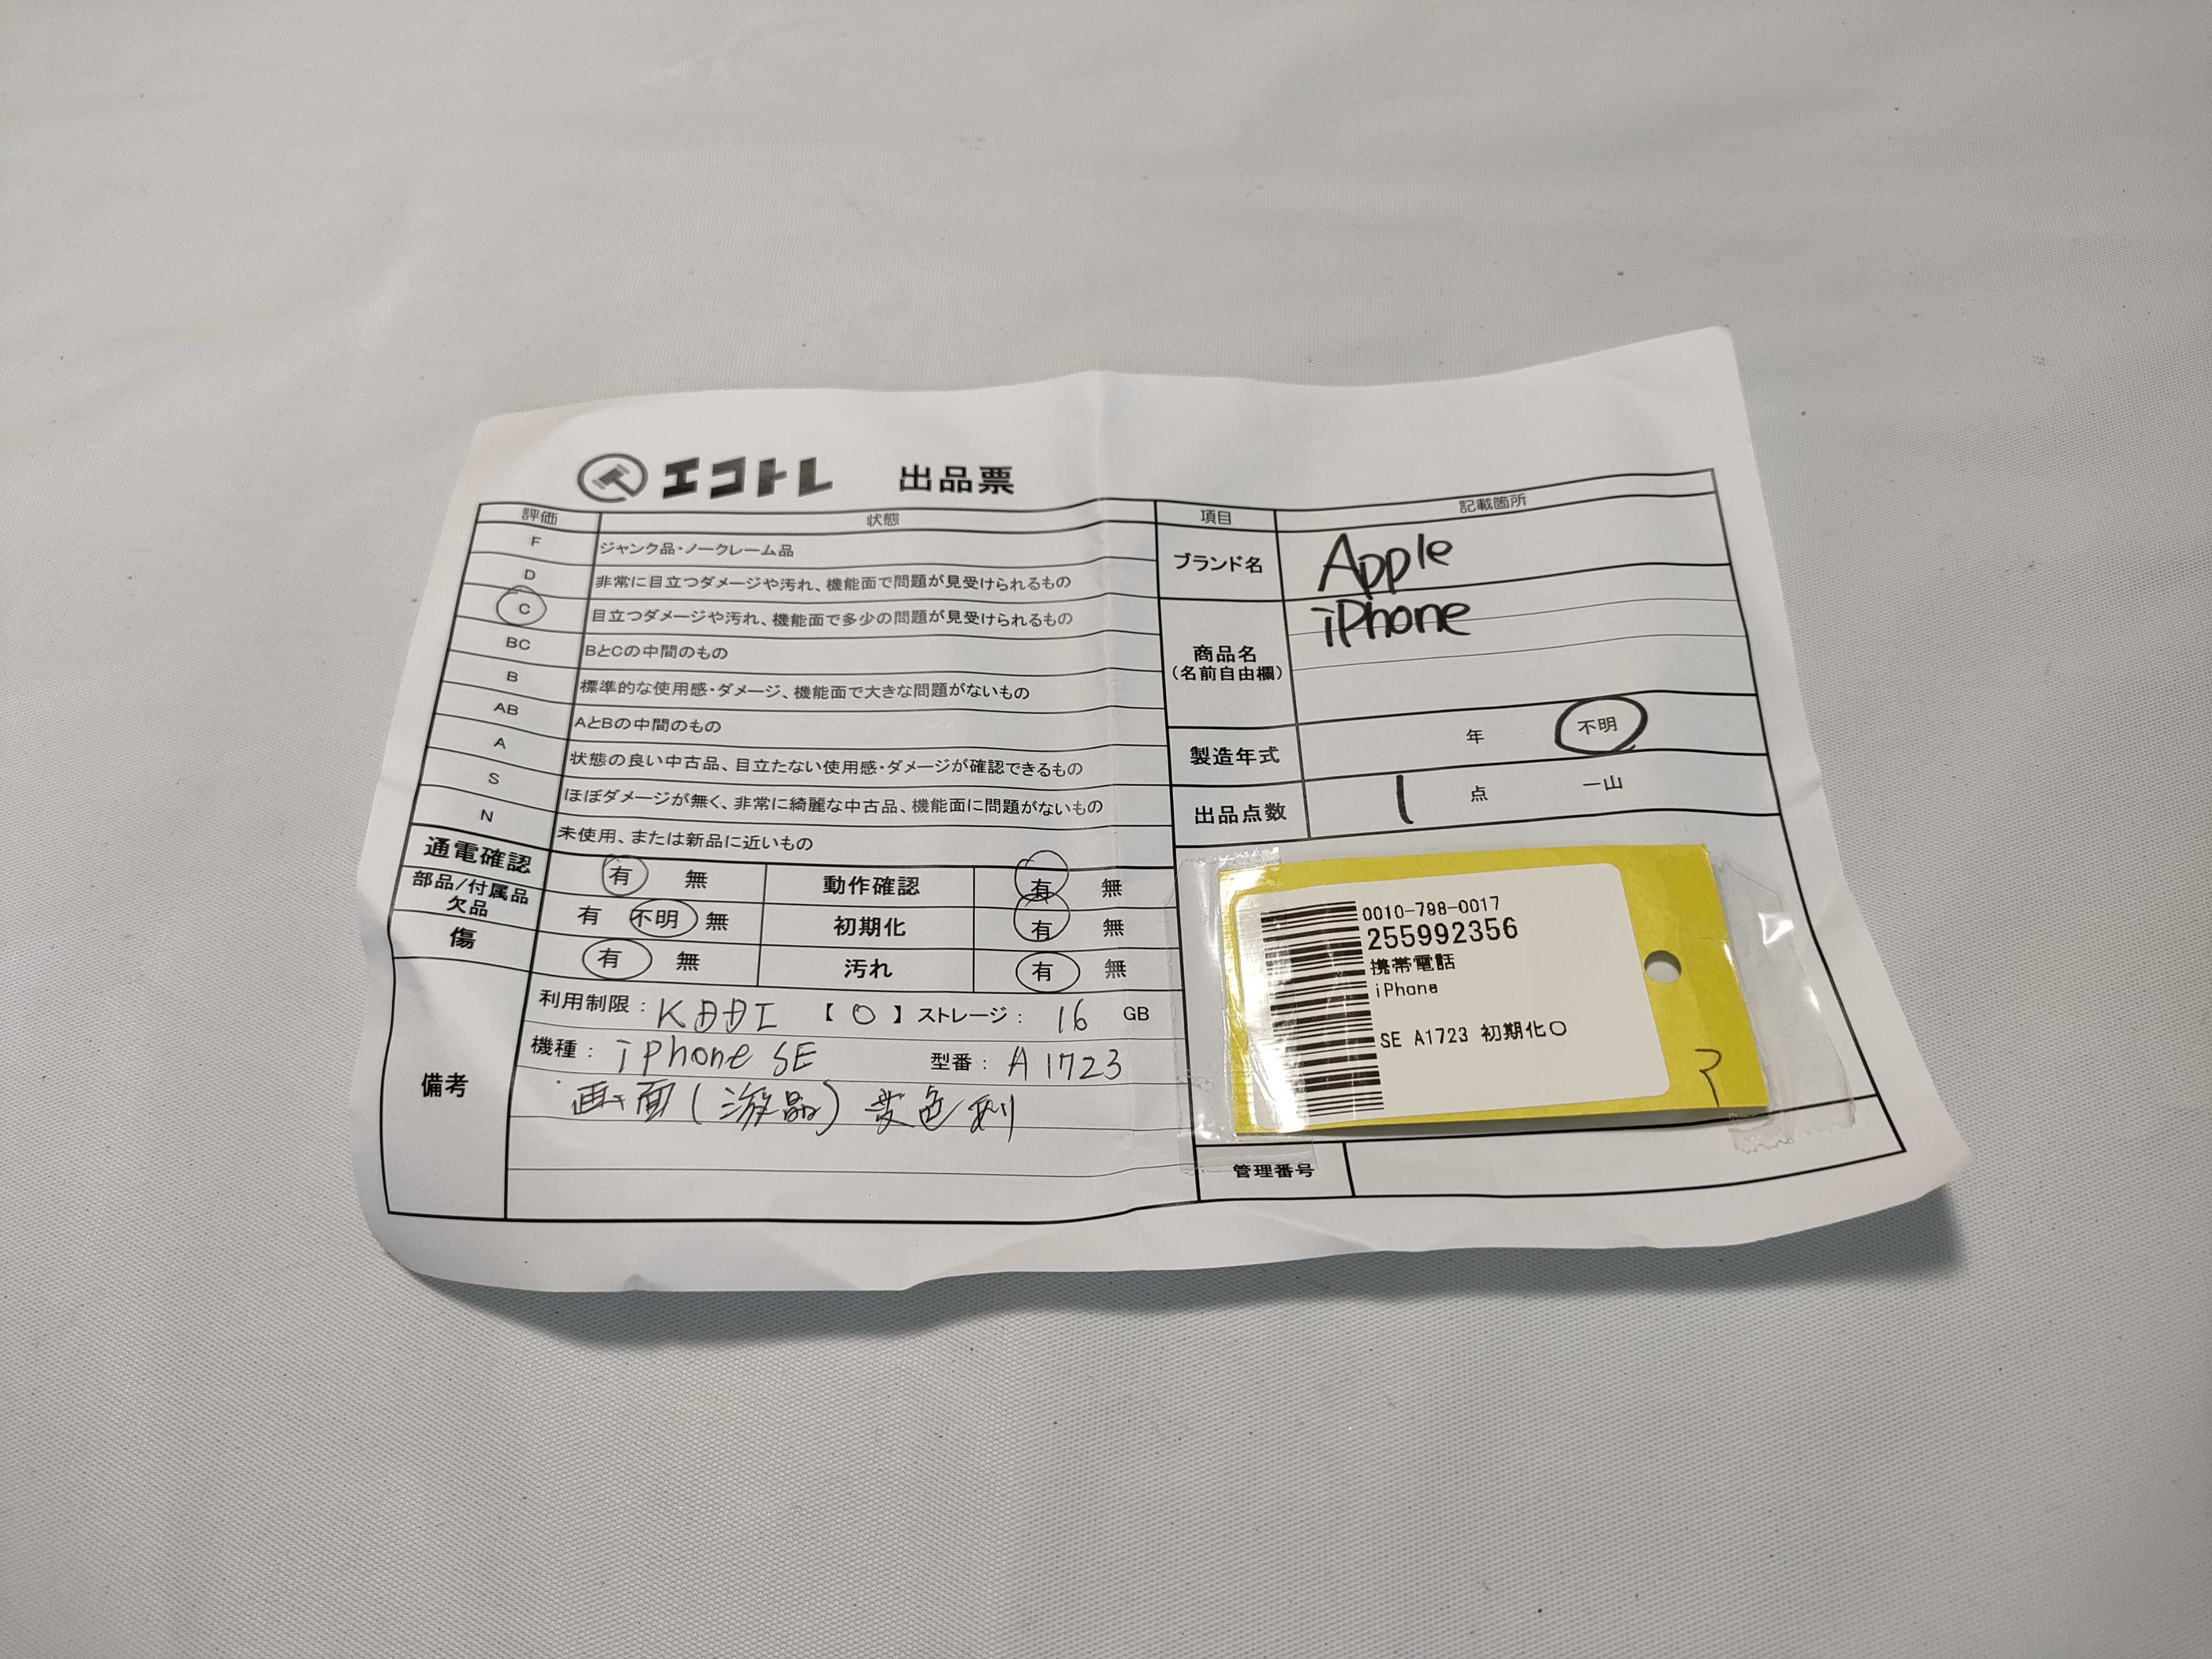 エコトレ 出品票
評価 状態
F ジャンク品・ノークレーム品
D 非常に目立つダメージや汚れ、機能面で問題が見受けられるもの
C 目立つダメージや汚れ、機能面で多少の問題が見受けられるもの
BC BとCの中間のもの
B 標準的な使用感・ダメージ、機能面で大きな問題がないもの
AB AとBの中間のもの
A 状態の良い中古品、目立たない使用感・ダメージが確認できるもの
S ほぼダメージが無く、非常に綺麗な中古品、機能面に問題がないもの
N 未使用、または新品に近いもの
通電確認 有 無 動作確認 有 無
部品/付属品
欠品 有 不明 無 初期化 有 無
傷 有 無 汚れ 有 無
備考
利用制限: KDDI 【 〇 】 ストレージ: 16 GB
機種: iPhone SE 型番: A1723
画面(液晶)変色有り
項目 記載箇所
ブランド名 Apple
商品名 iPhone
(名前自由欄)
製造年式 年 不明
出品点数 1 点 一山
0010-798-0017
255992356
携帯電話
iPhone
SE A1723 初期化〇
管理番号